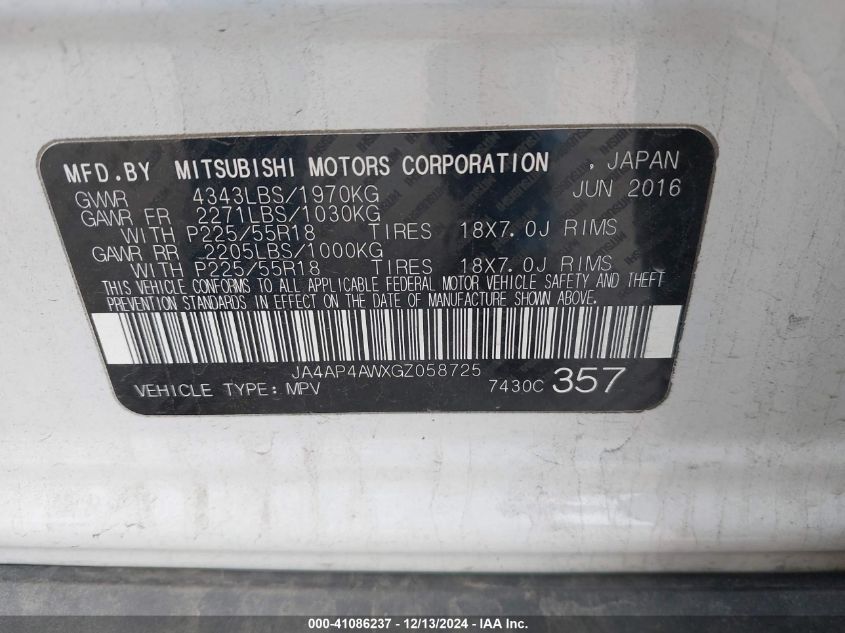 MFD.BY MITSUBISHI MOTORS CORPORATION , JAPAN
GVWR 4343LBS/1970KG JUN 2016
GAWR FR 2271LBS/1030KG
WITH P225/55R18 TIRES 18X7.0J RIMS
GAWR RR 2205LBS/1000KG
WITH P225/55R18 TIRES 18X7.0J RIMS
THIS VEHICLE CONFORMS TO ALL APPLICABLE FEDERAL MOTOR VEHICLE SAFETY AND THEFT
PREVENTION STANDARDS IN EFFECT ON THE DATE OF MANUFACTURE SHOWN ABOVE.
JA4AP4AWXGZ058725
VEHICLE TYPE: MPV 7430C 357
000-41086237 - 12/13/2024 - IAAI, Inc.